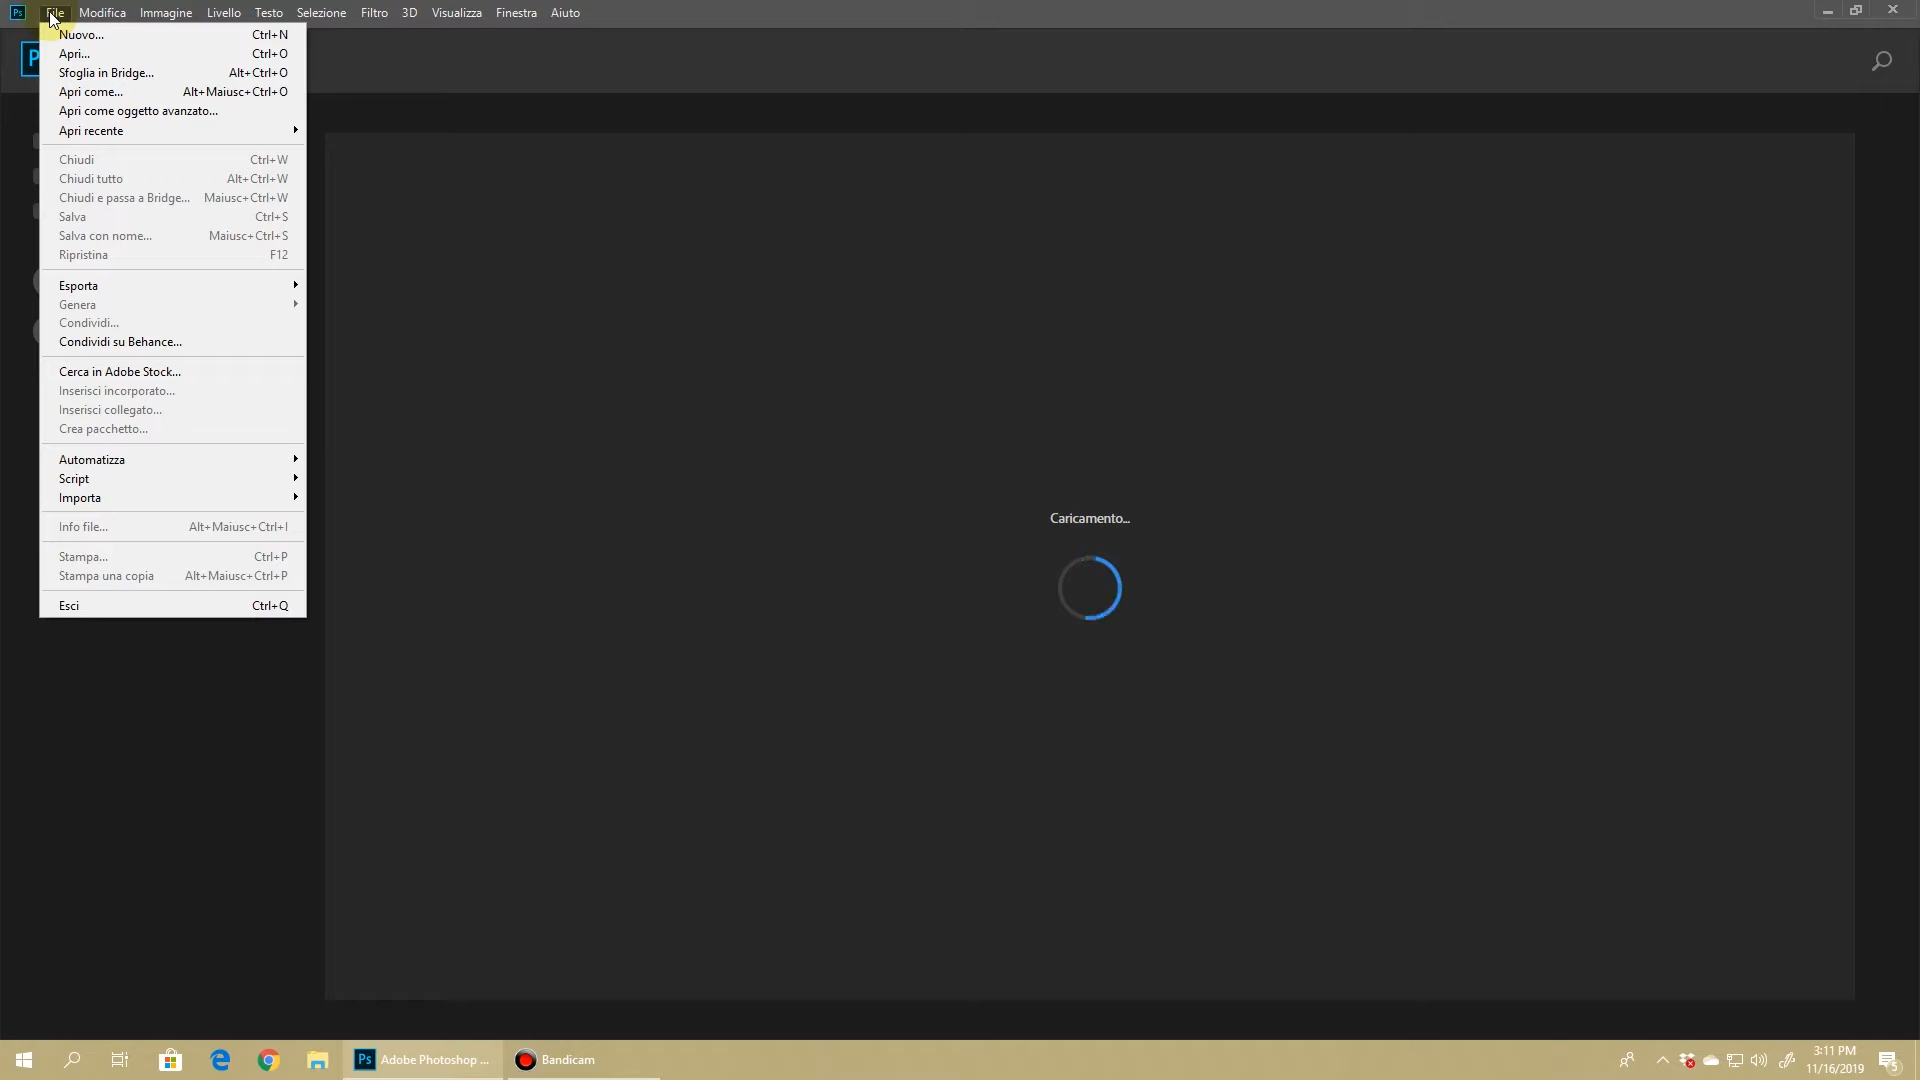 Ps File Modifica Immagine Livello Testo Selezione Filtro 3D Visualizza Finestra Aiuto
Nuovo... Ctrl+N
Apri... Ctrl+O
Sfoglia in Bridge... Alt+Ctrl+O
Apri come... Alt+Maiusc+Ctrl+O
Apri come oggetto avanzato...
Apri recente
Chiudi Ctrl+W
Chiudi tutto Alt+Ctrl+W
Chiudi e passa a Bridge... Maiusc+Ctrl+W
Salva Ctrl+S
Salva con nome... Maiusc+Ctrl+S
Ripristina F12
Esporta
Genera
Condividi...
Condividi su Behance...
Cerca in Adobe Stock...
Inserisci incorporato...
Inserisci collegato...
Crea pacchetto...
Automatizza
Script
Importa
Info file... Alt+Maiusc+Ctrl+I
Stampa... Ctrl+P
Stampa una copia Alt+Maiusc+Ctrl+P
Esci Ctrl+Q
Caricamento...
Ps Adobe Photoshop ... Bandicam
3:11 PM
11/16/2019
5